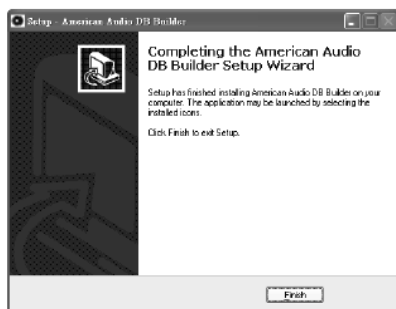 Setup - American Audio DB Builder
Completing the American Audio
DB Builder Setup Wizard
Setup has finished installing American Audio DB Builder on your
computer. The application may be launched by selecting the
installed icons.
Click Finish to exit Setup.
Finish